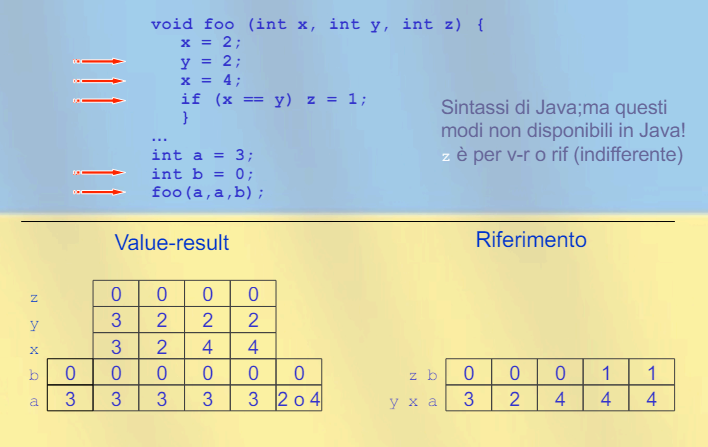 void foo (int x, int y, int z) {
x = 2;
y = 2;
x = 4;
if (x == y) z = 1;
}
…
int a = 3;
int b = 0;
foo(a,a,b);
Sintassi di Java;ma questi
modi non disponibili in Java!
z è per v-r o rif (indifferente)
Value-result
z 0 0 0 0
y 3 2 2 2
x 3 2 4 4
b 0 0 0 0 0 0
a 3 3 3 3 3 2 o 4
Riferimento
z b 0 0 0 1 1
y x a 3 2 4 4 4